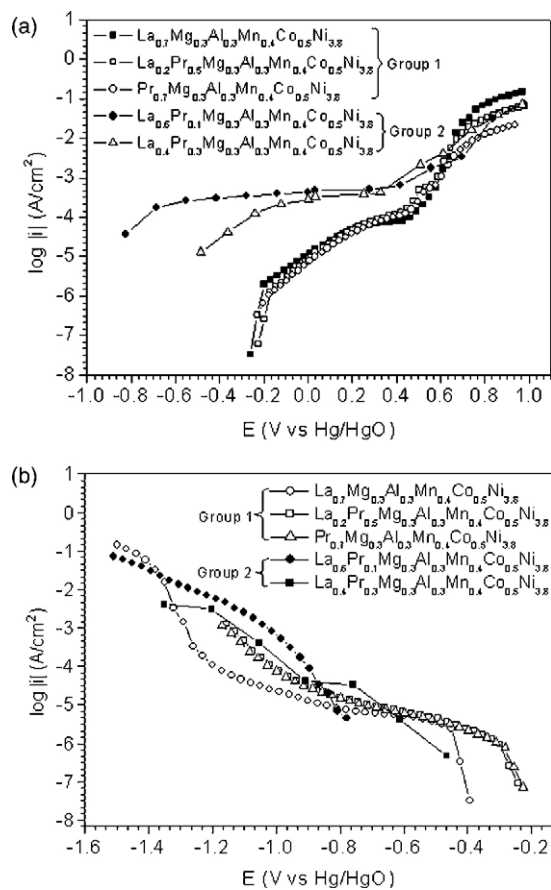 (a)
La0.7Mg0.3Al0.3Mn0.4Co0.5Ni3.8
La0.2Pr0.5Mg0.3Al0.3Mn0.4Co0.5Ni3.8
Pr0.7Mg0.3Al0.3Mn0.4Co0.5Ni3.8
Group 1
La0.6Pr0.1Mg0.3Al0.3Mn0.4Co0.5Ni3.8
La0.4Pr0.3Mg0.3Al0.3Mn0.4Co0.5Ni3.8
Group 2
1
0
-1
-2
-3
-4
-5
-6
-7
-8
log |i| (A/cm2)
-1.0 -0.8 -0.6 -0.4 -0.2 0.0 0.2 0.4 0.6 0.8 1.0
E (V vs Hg/HgO)
(b)
La0.7Mg0.3Al0.3Mn0.4Co0.5Ni3.8
Group 1 La0.2Pr0.5Mg0.3Al0.3Mn0.4Co0.5Ni3.8
Pr0.7Mg0.3Al0.3Mn0.4Co0.5Ni3.8
Group 2 La0.6Pr0.1Mg0.3Al0.3Mn0.4Co0.5Ni3.8
La0.4Pr0.3Mg0.3Al0.3Mn0.4Co0.5Ni3.8
1
0
-1
-2
-3
-4
-5
-6
-7
-8
log |i| (A/cm2)
-1.6 -1.4 -1.2 -1.0 -0.8 -0.6 -0.4 -0.2
E (V vs Hg/HgO)